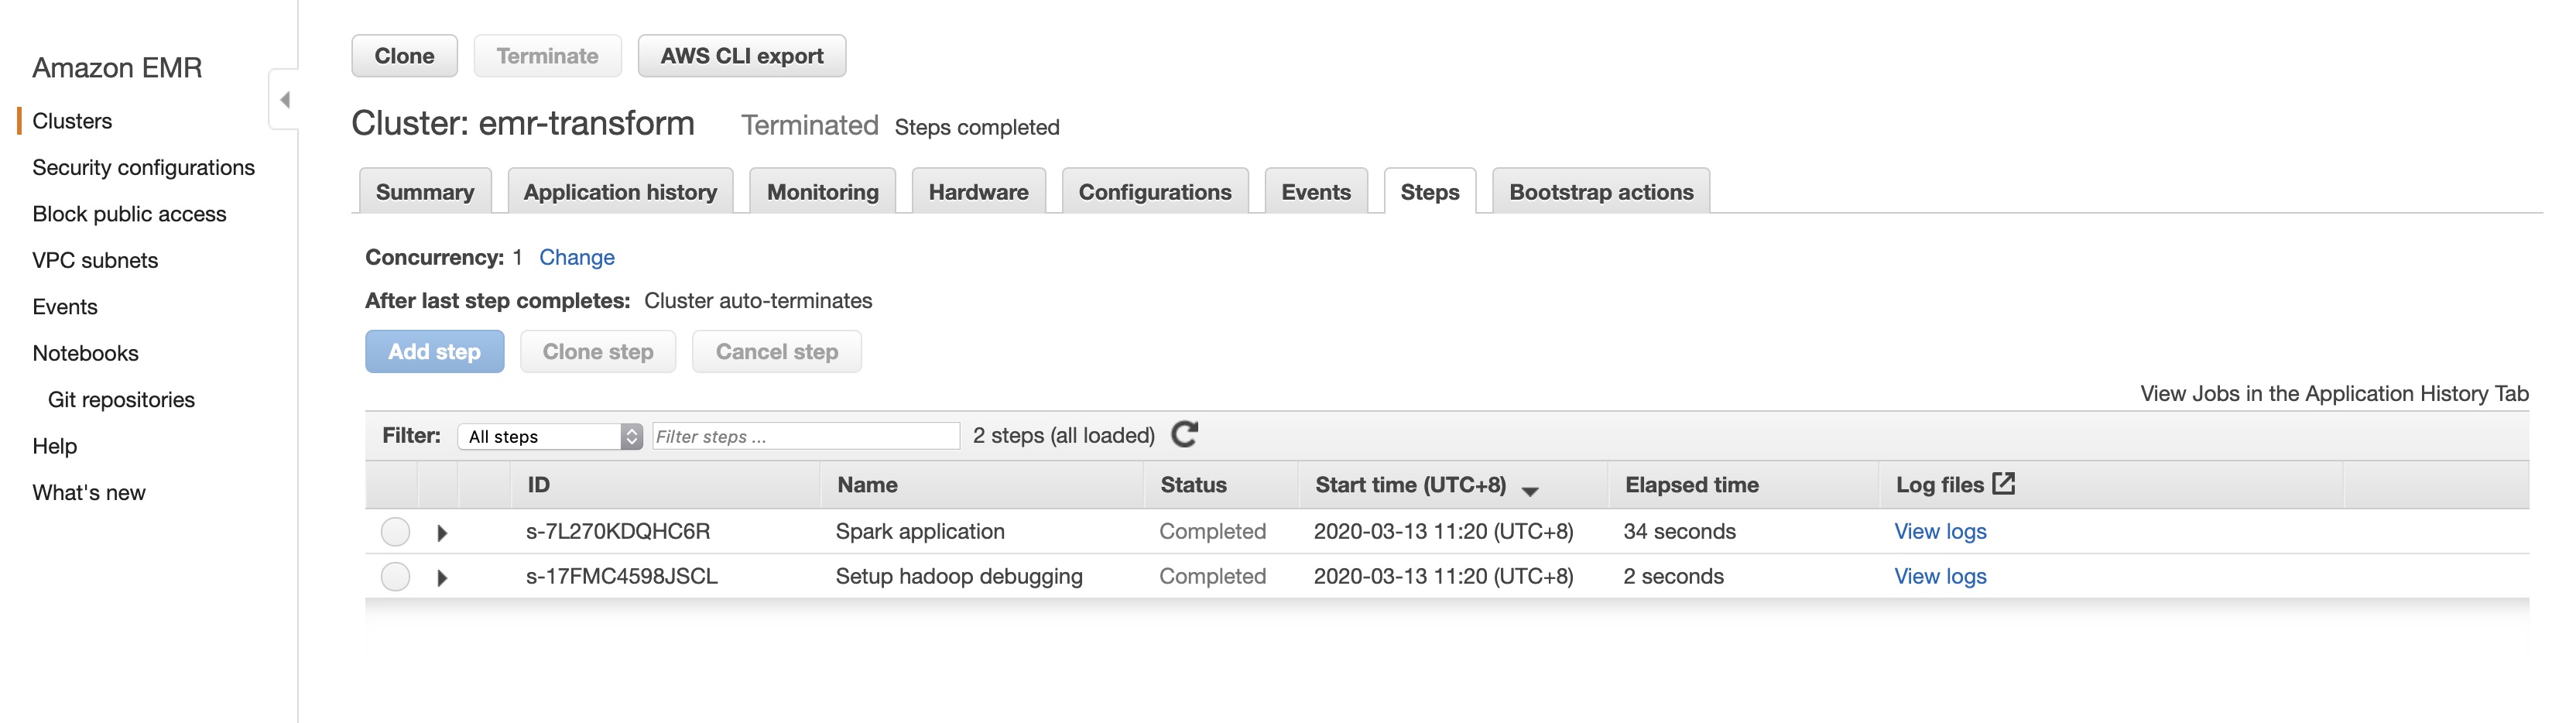 Amazon EMR
Clusters
Security configurations
Block public access
VPC subnets
Events
Notebooks
Git repositories
Help
What's new
Clone Terminate AWS CLI export
Cluster: emr-transform Terminated Steps completed
Summary Application history Monitoring Hardware Configurations Events Steps Bootstrap actions
Concurrency: 1 Change
After last step completes: Cluster auto-terminates
Add step Clone step Cancel step
View Jobs in the Application History Tab
Filter: All steps Filter steps ... 2 steps (all loaded)
ID Name Status Start time (UTC+8) Elapsed time Log files
s-7L270KDQHC6R Spark application Completed 2020-03-13 11:20 (UTC+8) 34 seconds View logs
s-17FMC4598JSCL Setup hadoop debugging Completed 2020-03-13 11:20 (UTC+8) 2 seconds View logs